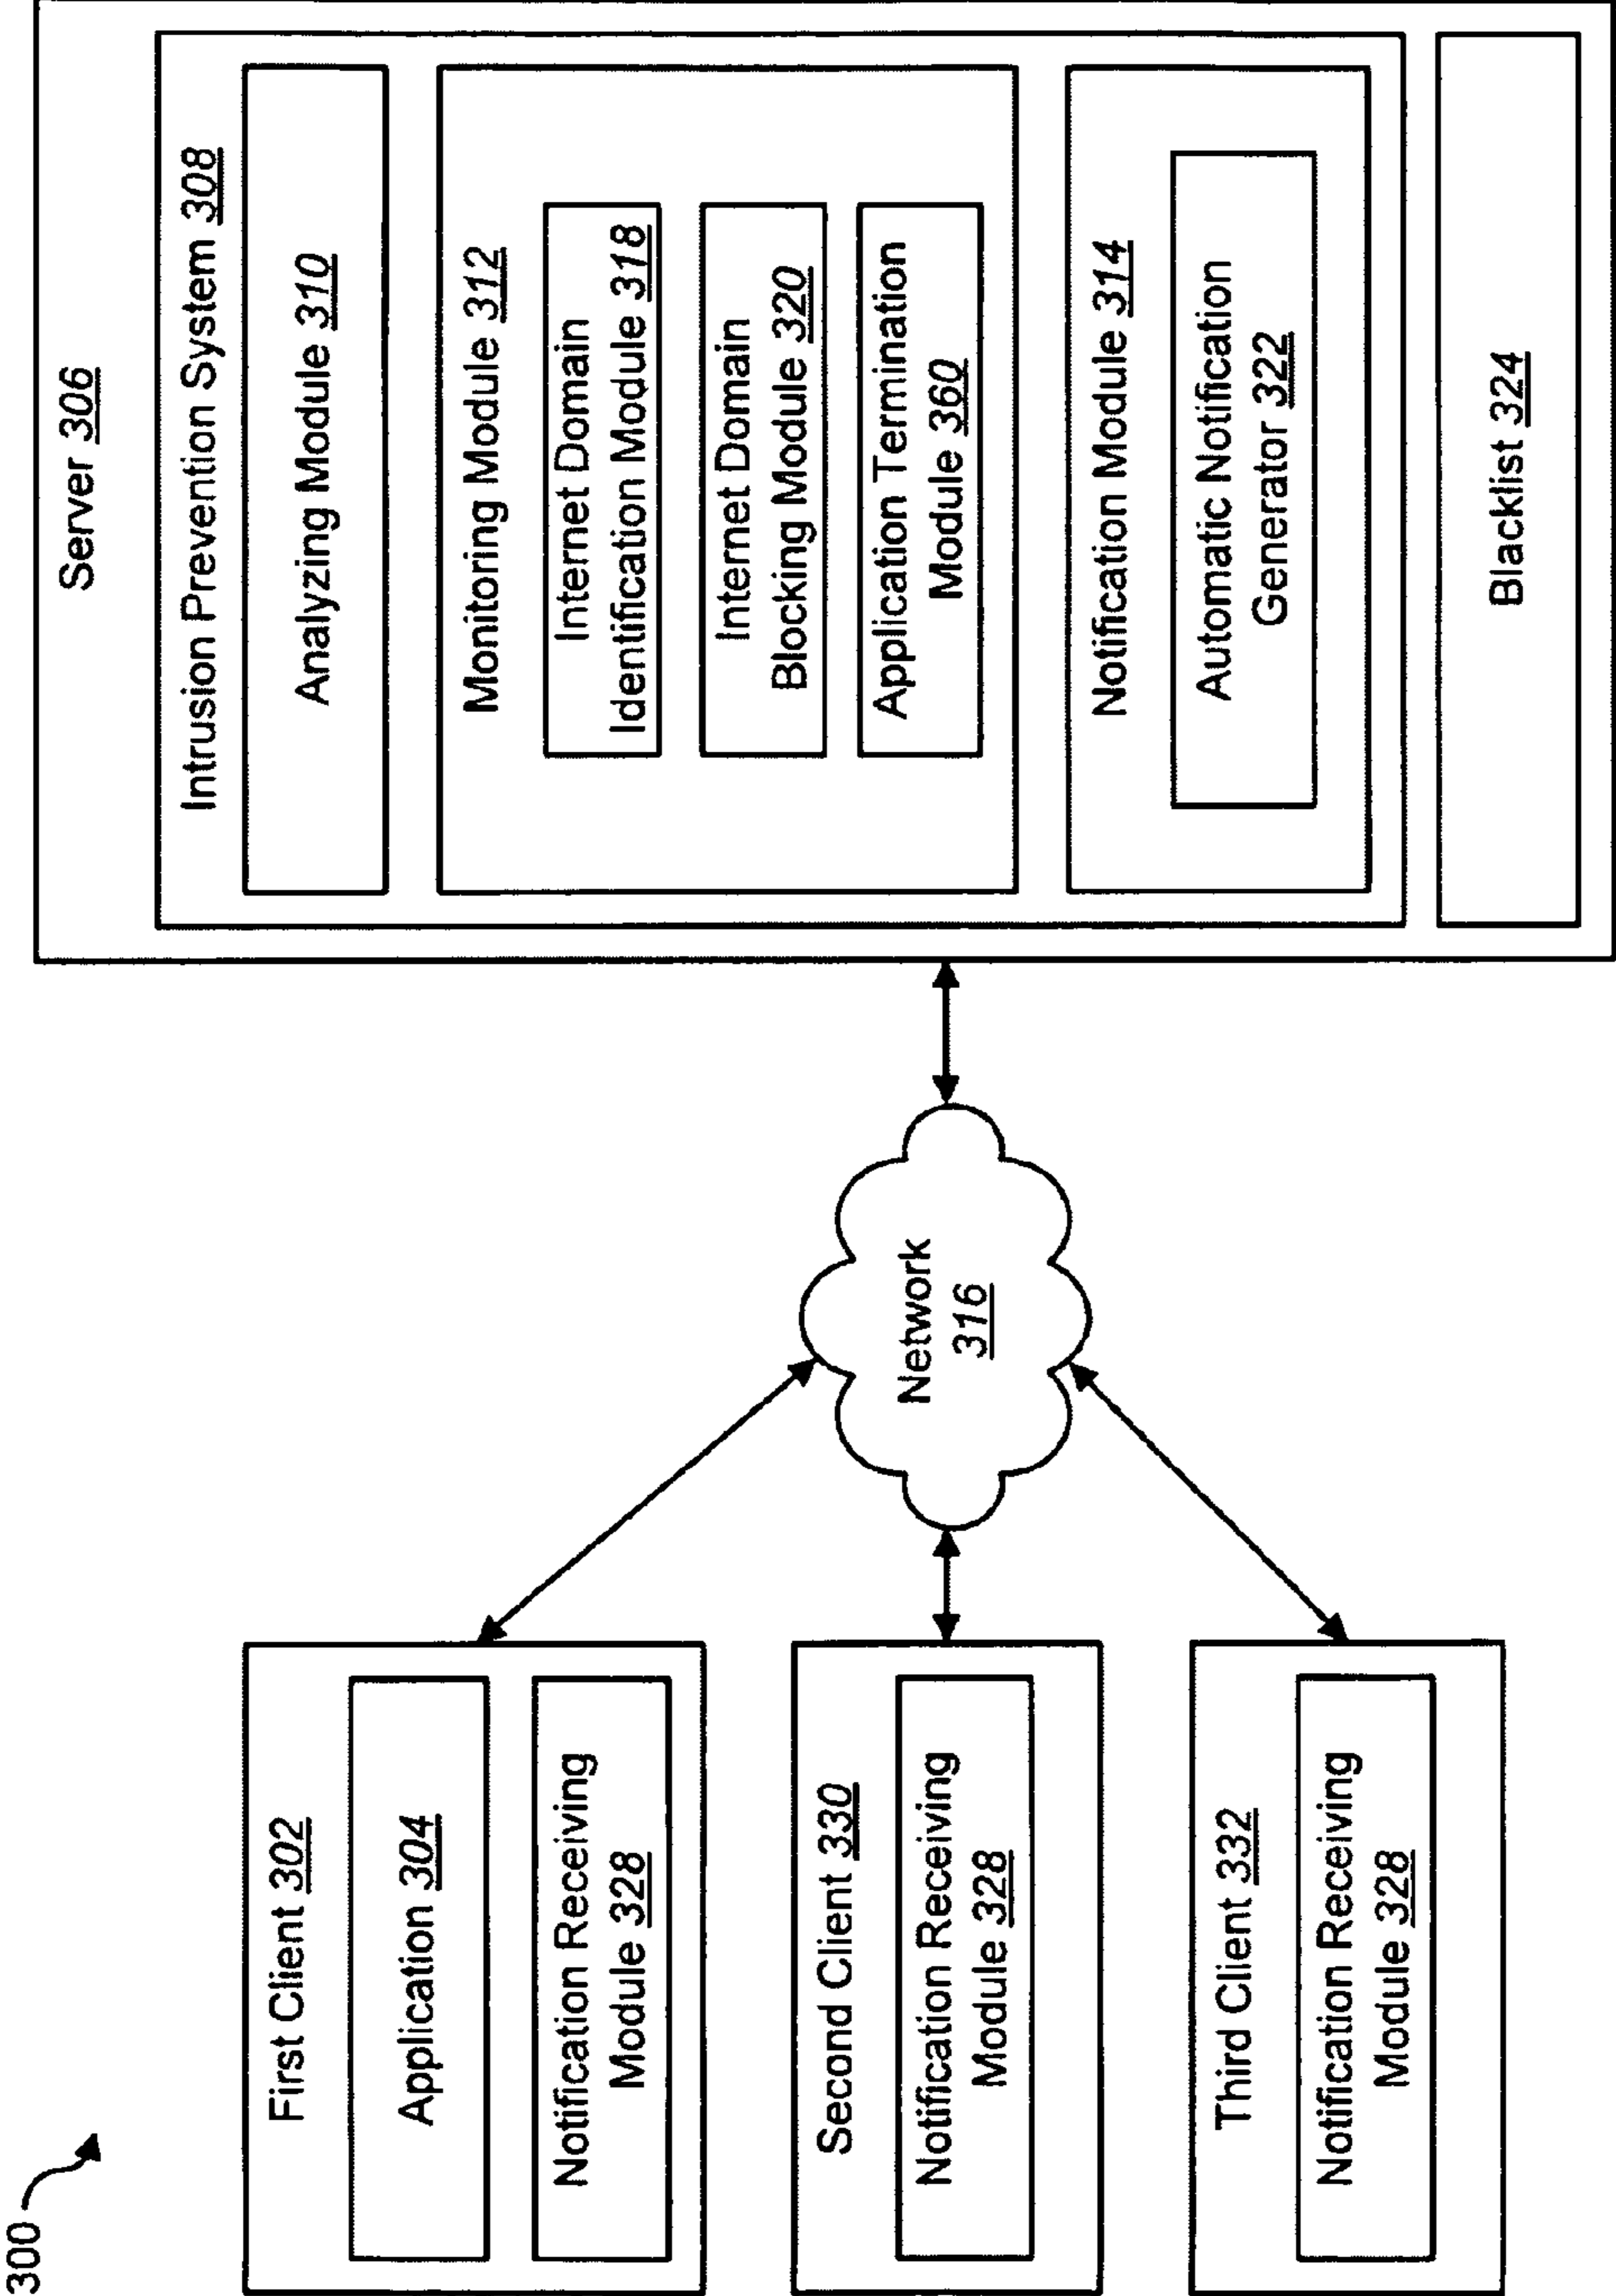 300
First Client 302
Application 304
Notification Receiving
Module 328
Second Client 330
Notification Receiving
Module 328
Third Client 332
Notification Receiving
Module 328
Network
316
Server 306
Intrusion Prevention System 308
Analyzing Module 310
Monitoring Module 312
Internet Domain
Identification Module 318
Internet Domain
Blocking Module 320
Application Termination
Module 360
Notification Module 314
Automatic Notification
Generator 322
Blacklist 324